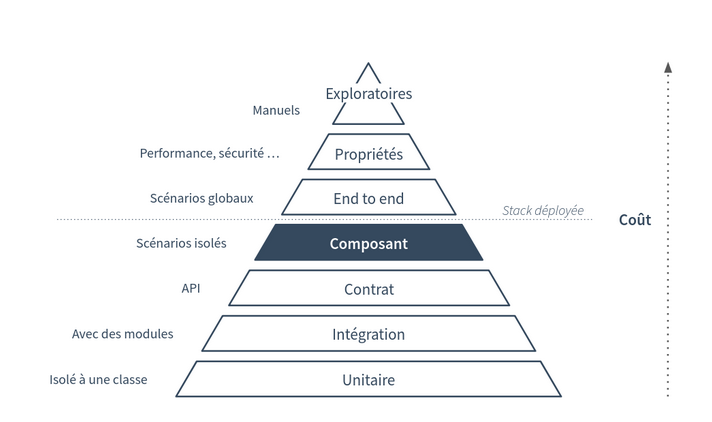 Exploratoires
Manuels
Performance, sécurité …
Propriétés
Scénarios globaux
End to end
Stack déployée
Coût
Scénarios isolés
Composant
API
Contrat
Avec des modules
Intégration
Isolé à une classe
Unitaire